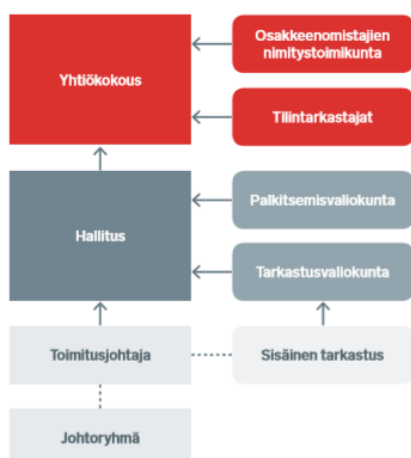 Osakkeenomistajien
nimitystoimikunta
Yhtiökokous
Tilintarkastajat
Palkitsemisvaliokunta
Hallitus
Tarkastusvaliokunta
Toimitusjohtaja
Sisäinen tarkastus
Johtoryhmä